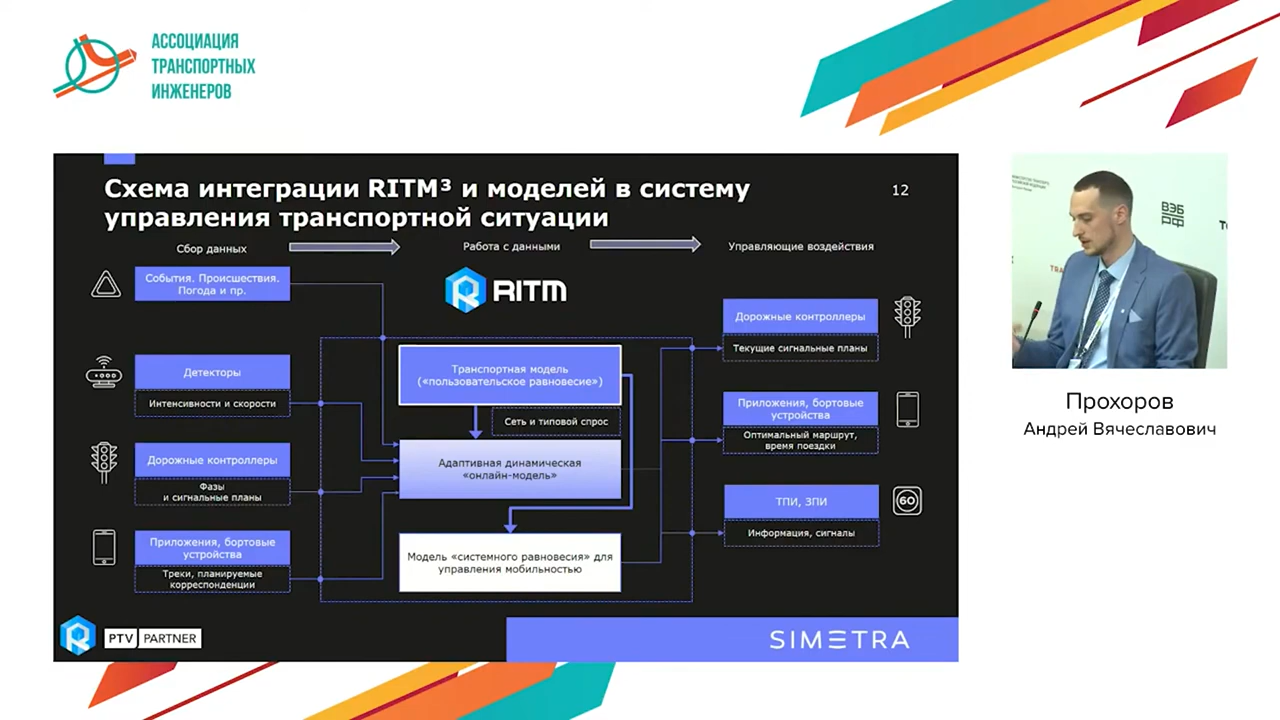 АССОЦИАЦИЯ
ТРАНСПОРТНЫХ
ИНЖЕНЕРОВ
Схема интеграции RITM³ и моделей в систему
управления транспортной ситуации
12
Сбор данных
Работа с данными
Управляющие воздействия
События. Происшествия.
Погода и пр.
RITM
Детекторы
Интенсивности и скорости
Дорожные контроллеры
Фазы
и сигнальные планы
Приложения, бортовые
устройства
Треки, планируемые
корреспонденции
Транспортная модель
(«пользовательское равновесие»)
Сеть и типовой спрос
Адаптивная динамическая
«онлайн-модель»
Модель «системного равновесия» для
управления мобильностью
Дорожные контроллеры
Текущие сигнальные планы
Приложения, бортовые
устройства
Оптимальный маршрут,
время поездки
ТПИ, ЗПИ
60
Информация, сигналы
PTV PARTNER
SIMETRA
ВЭБ
РФ
Прохоров
Андрей Вячеславович